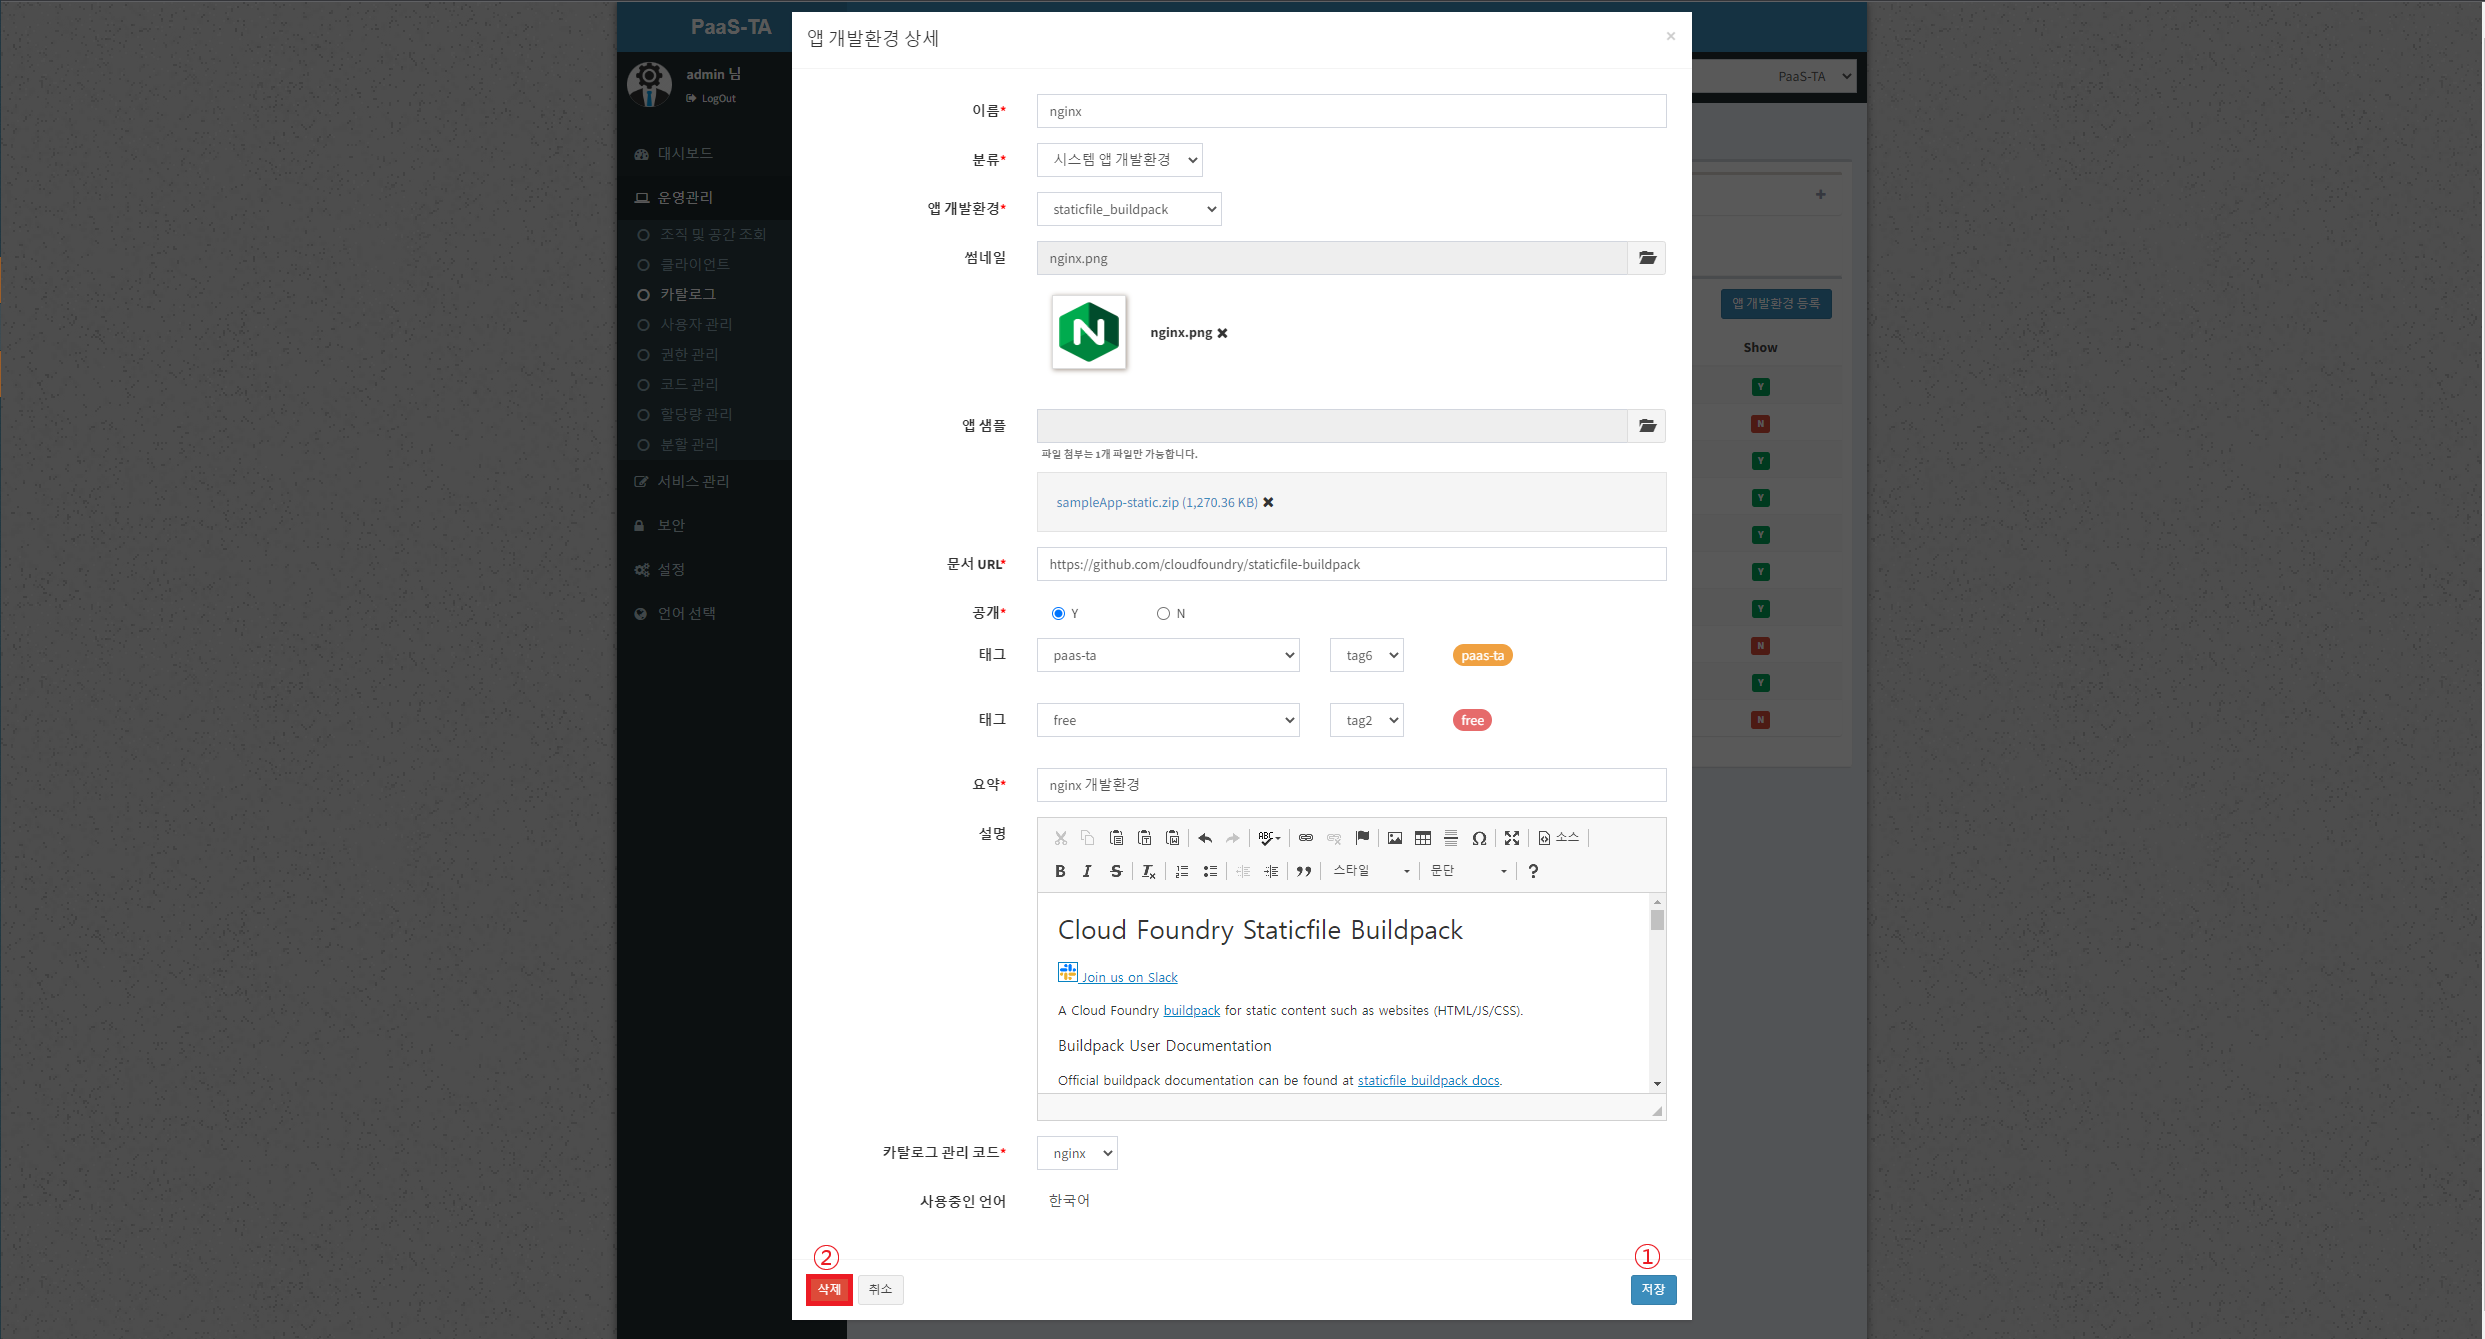 PaaS-TA
admin 님
LogOut
대시보드
운영관리
조직 및 공간 조회
클라이언트
카탈로그
사용자 관리
권한 관리
코드 관리
할당량 관리
분할 관리
서비스 관리
보안
설정
언어 선택
앱 개발환경 상세
×
이름* nginx
분류* 시스템 앱 개발환경
앱 개발환경* staticfile_buildpack
썸네일 nginx.png
N
nginx.png
앱 샘플
파일 첨부는 1개 파일만 가능합니다.
sampleApp-static.zip (1,270.36 KB)
문서 URL* https://github.com/cloudfoundry/staticfile-buildpack
공개* Y N
태그 paas-ta tag6 paas-ta
태그 free tag2 free
요약* nginx 개발환경
설명
ABC Ω 소스
B I S Tx 스타일 문단 ?
Cloud Foundry Staticfile Buildpack
Join us on Slack
A Cloud Foundry buildpack for static content such as websites (HTML/JS/CSS).
Buildpack User Documentation
Official buildpack documentation can be found at staticfile buildpack docs.
카탈로그 관리 코드* nginx
사용중인 언어 한국어
② ①
삭제 취소 저장
PaaS-TA
+
앱 개발환경 등록
Show
Y
N
Y
Y
Y
Y
Y
N
Y
N